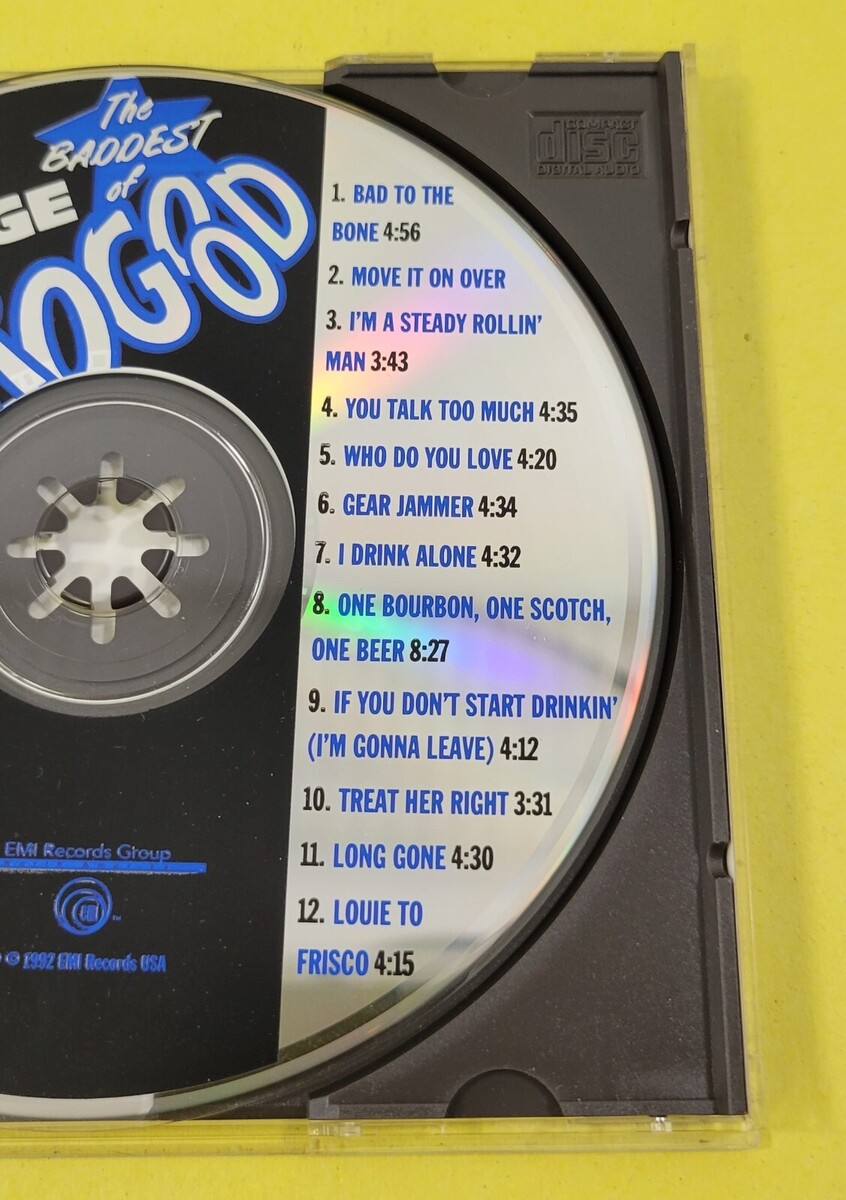 The
BADDEST
of
GE
OGOOD
COMPACT
disc
DIGITAL AUDIO
1. BAD TO THE
BONE 4:56
2. MOVE IT ON OVER
3. I'M A STEADY ROLLIN'
MAN 3:43
4. YOU TALK TOO MUCH 4:35
5. WHO DO YOU LOVE 4:20
6. GEAR JAMMER 4:34
7. I DRINK ALONE 4:32
8. ONE BOURBON, ONE SCOTCH,
ONE BEER 8:27
9. IF YOU DON'T START DRINKIN'
(I'M GONNA LEAVE) 4:12
10. TREAT HER RIGHT 3:31
11. LONG GONE 4:30
12. LOUIE TO
FRISCO 4:15
EMI Records Group
EMI ™
© 1992 EMI Records USA